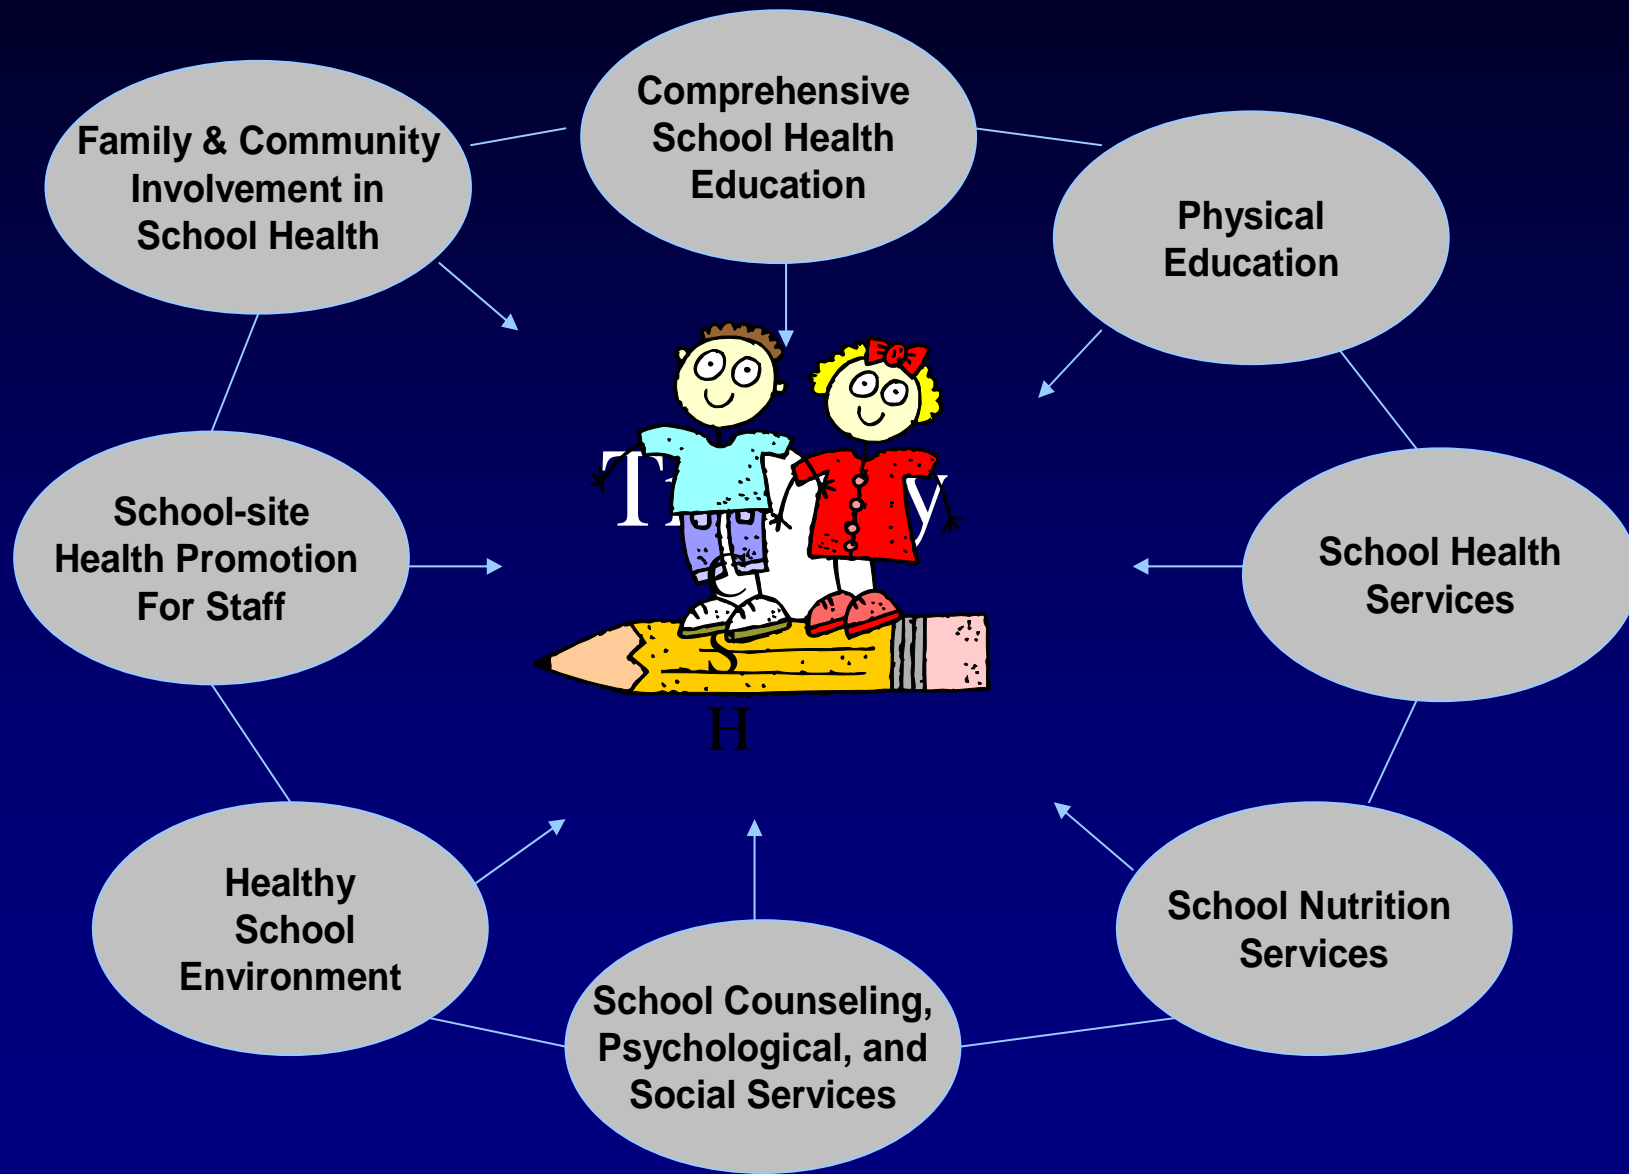 Comprehensive
School Health
Education
Physical
Education
School Health
Services
School Nutrition
Services
School Counseling,
Psychological, and
Social Services
Healthy
School
Environment
School-site
Health Promotion
For Staff
Family & Community
Involvement in
School Health
C
S
H